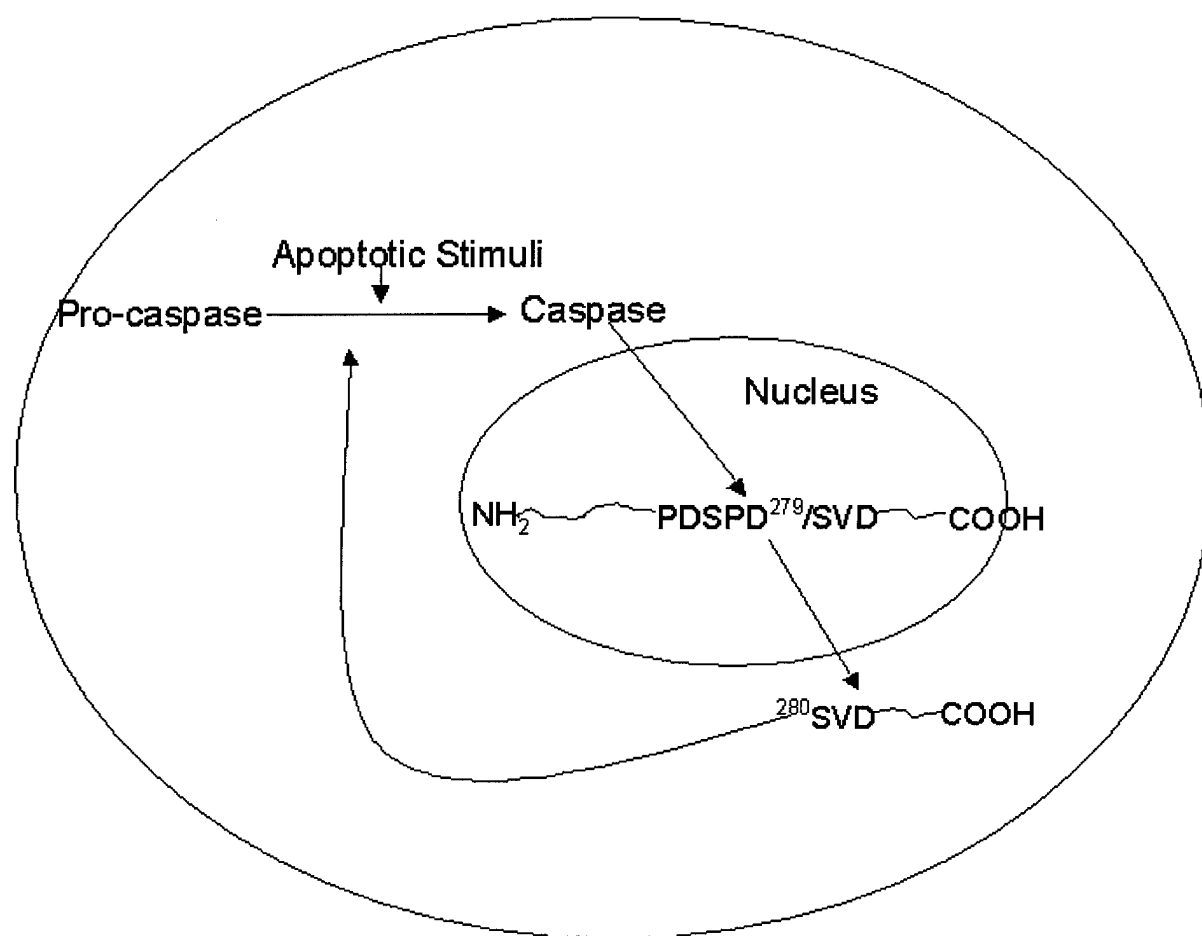 Apoptotic Stimuli
Pro-caspase
Caspase
Nucleus
NH₂
PDSPD²⁷⁹/SVD
COOH
²⁸⁰SVD
COOH